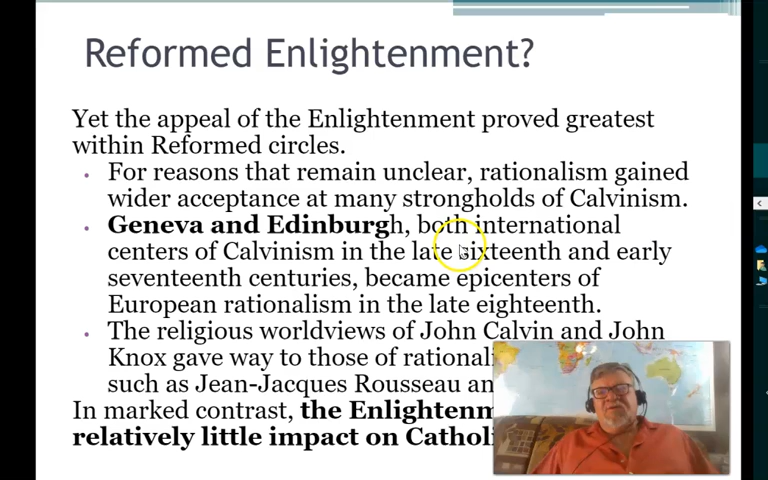 Reformed Enlightenment?
Yet the appeal of the Enlightenment proved greatest
within Reformed circles.
• For reasons that remain unclear, rationalism gained
wider acceptance at many strongholds of Calvinism.
• Geneva and Edinburgh, both international
centers of Calvinism in the late sixteenth and early
seventeenth centuries, became epicenters of
European rationalism in the late eighteenth.
• The religious worldviews of John Calvin and John
Knox gave way to those of
such as Jean-Jacques Rousseau
In marked contrast, the
relatively little impact on